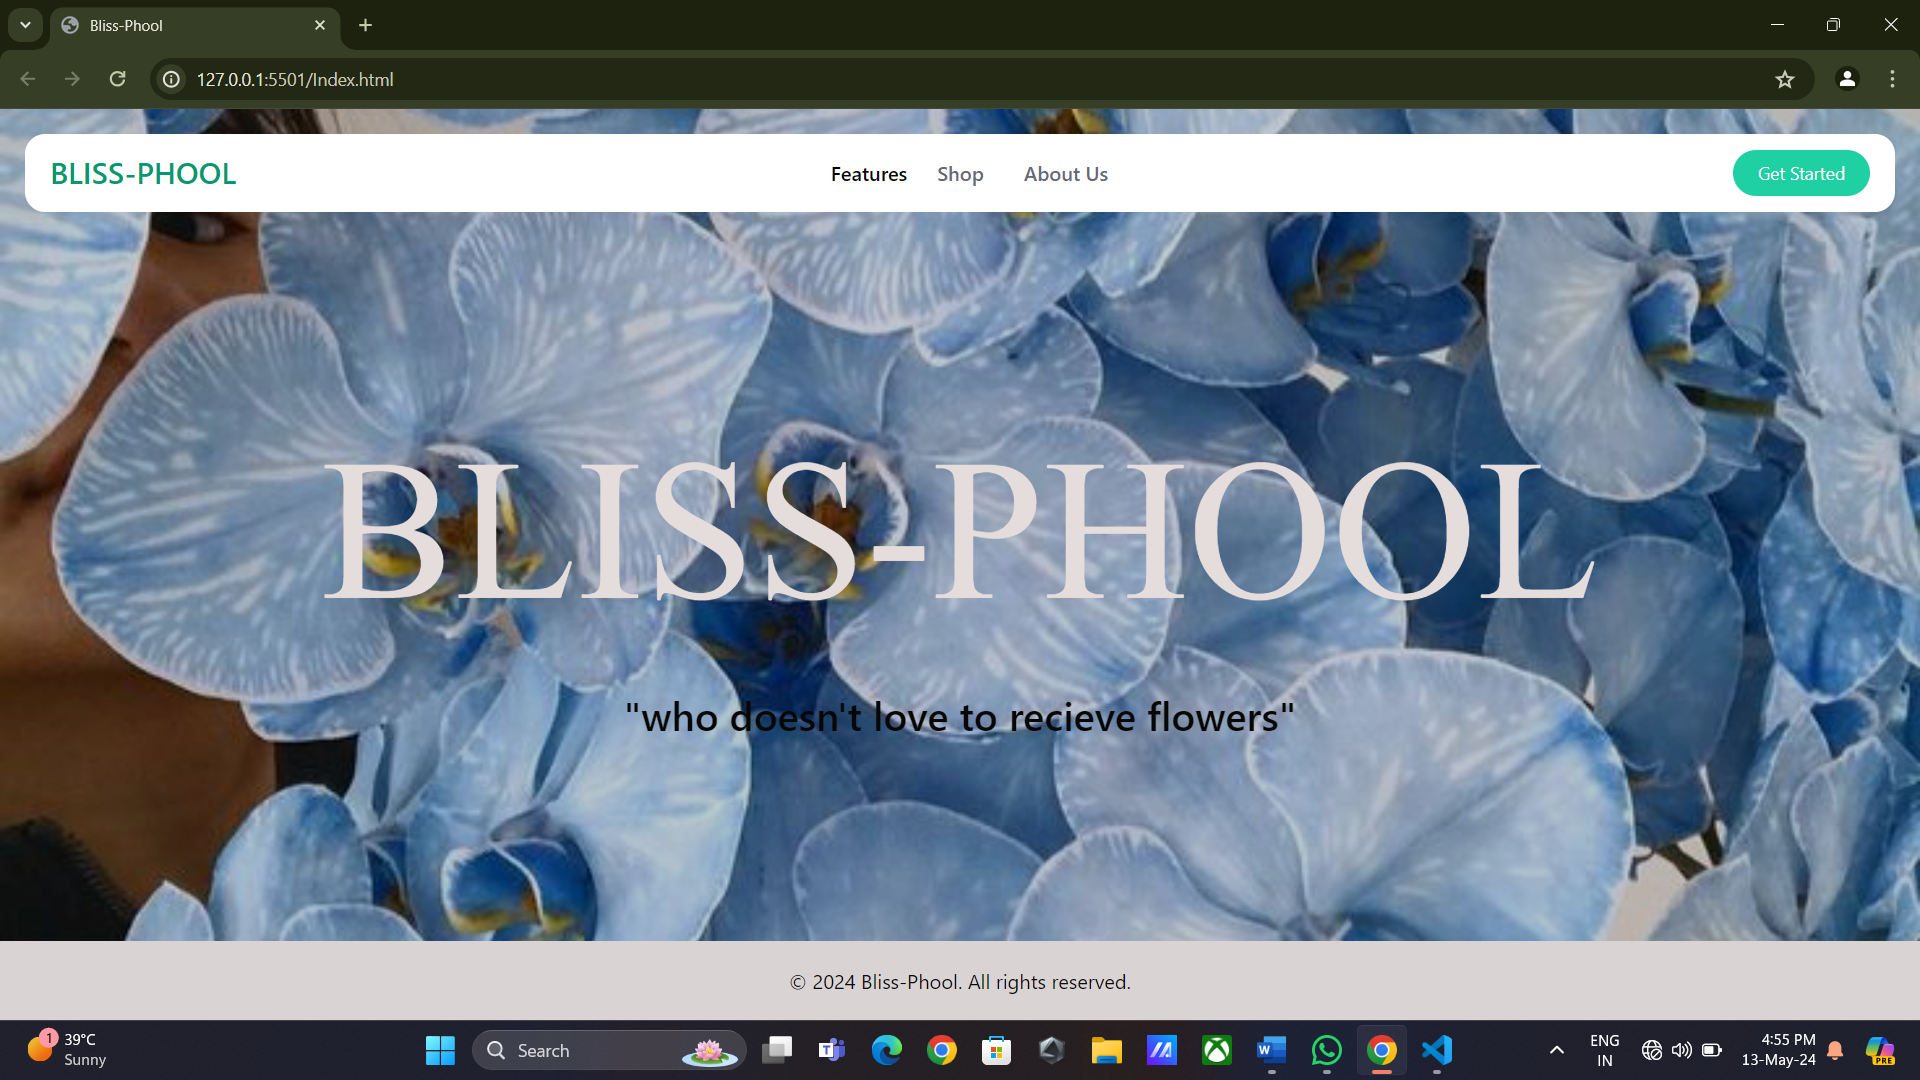 Bliss-Phool
127.0.0.1:5501/Index.html
BLISS-PHOOL
Features Shop About Us
Get Started
BLISS-PHOOL
"who doesn't love to recieve flowers"
© 2024 Bliss-Phool. All rights reserved.
1
39°C
Sunny
Search
T
W
PRE
ENG
IN
4:55 PM
13-May-24